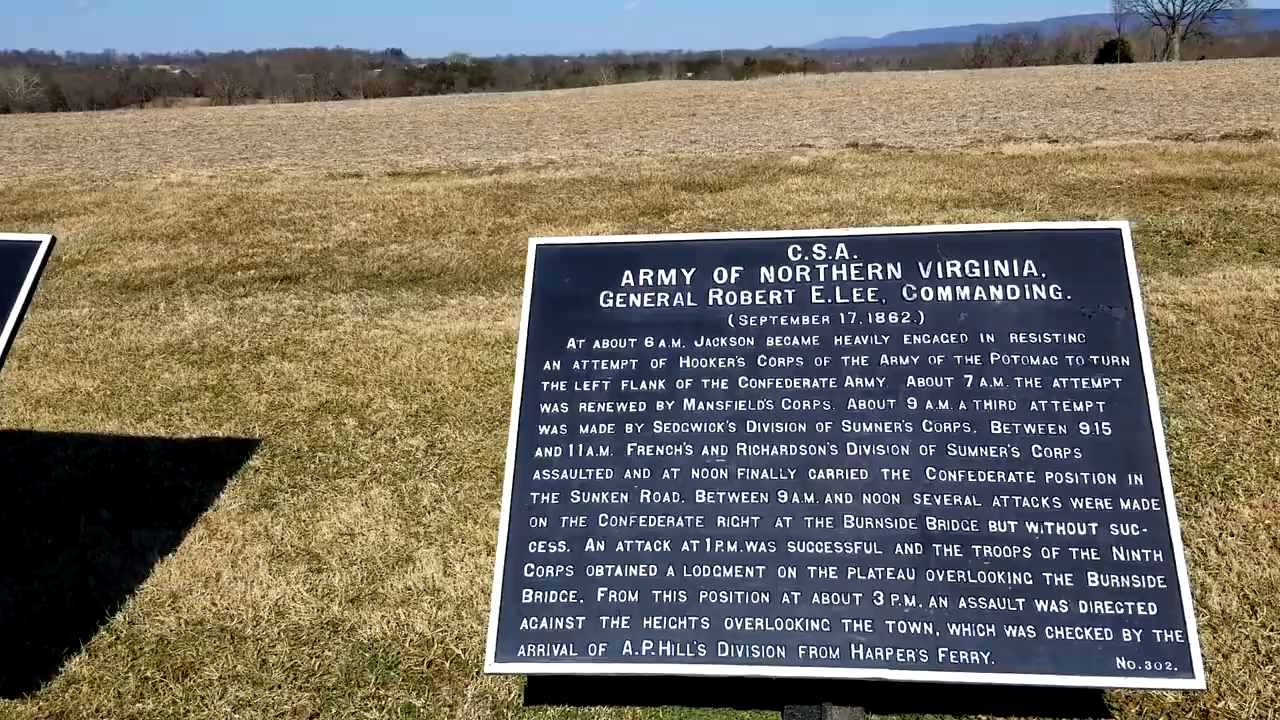 C.S.A.
ARMY OF NORTHERN VIRGINIA,
GENERAL ROBERT E.LEE, COMMANDING.
(SEPTEMBER 17, 1862.)
AT ABOUT 6 A.M. JACKSON BECAME HEAVILY ENGAGED IN RESISTING
AN ATTEMPT OF HOOKER'S CORPS OF THE ARMY OF THE POTOMAC TO TURN
THE LEFT FLANK OF THE CONFEDERATE ARMY. ABOUT 7 A.M. THE ATTEMPT
WAS RENEWED BY MANSFIELD'S CORPS. ABOUT 9 A.M. A THIRD ATTEMPT
WAS MADE BY SEDGWICK'S DIVISION OF SUMNER'S CORPS. BETWEEN 9.15
AND 11 A.M. FRENCH'S AND RICHARDSON'S DIVISION OF SUMNER'S CORPS
ASSAULTED AND AT NOON FINALLY CARRIED THE CONFEDERATE POSITION IN
THE SUNKEN ROAD. BETWEEN 9 A.M. AND NOON SEVERAL ATTACKS WERE MADE
ON THE CONFEDERATE RIGHT AT THE BURNSIDE BRIDGE BUT WITHOUT SUC-
CESS. AN ATTACK AT 1 P.M. WAS SUCCESSFUL AND THE TROOPS OF THE NINTH
CORPS OBTAINED A LODGMENT ON THE PLATEAU OVERLOOKING THE BURNSIDE
BRIDGE. FROM THIS POSITION AT ABOUT 3 P.M. AN ASSAULT WAS DIRECTED
AGAINST THE HEIGHTS OVERLOOKING THE TOWN, WHICH WAS CHECKED BY THE
ARRIVAL OF A.P.HILL'S DIVISION FROM HARPER'S FERRY.
NO.302.